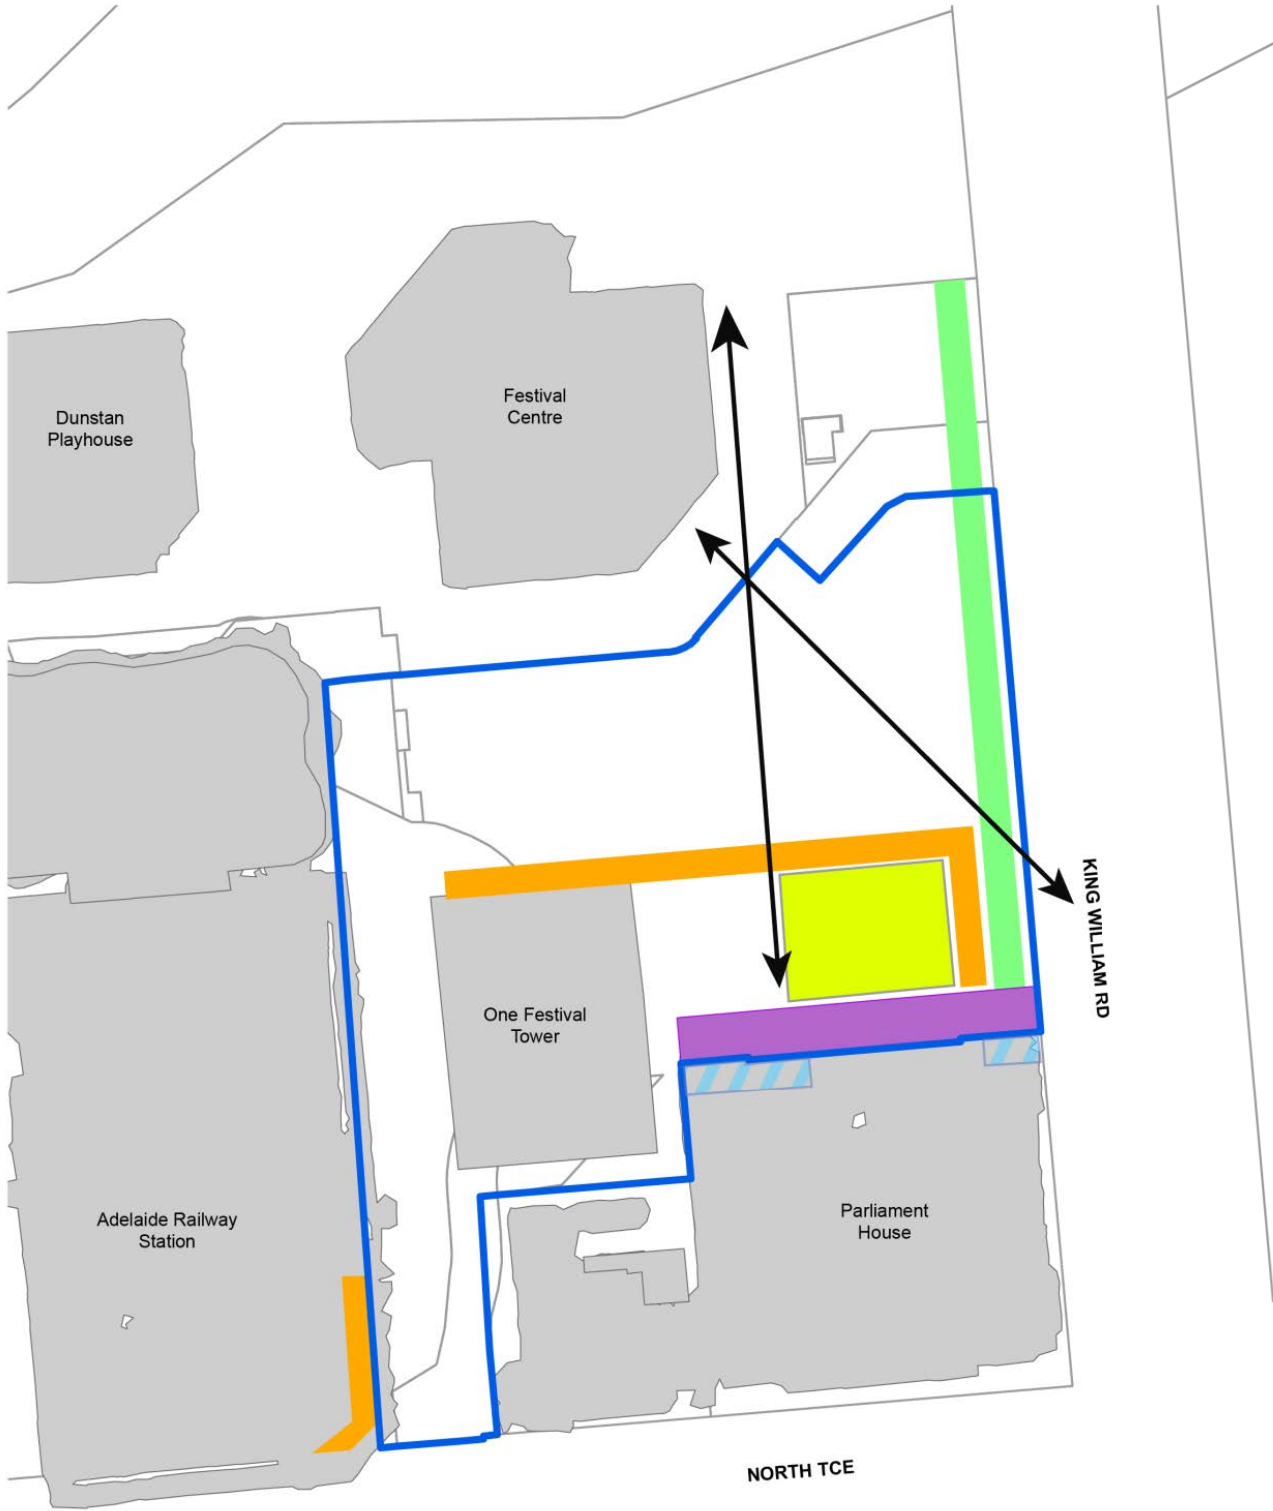 Festival
Centre
Dunstan
Playhouse
KING WILLIAM RD
One Festival
Tower
Adelaide Railway
Station
Parliament
House
NORTH TCE